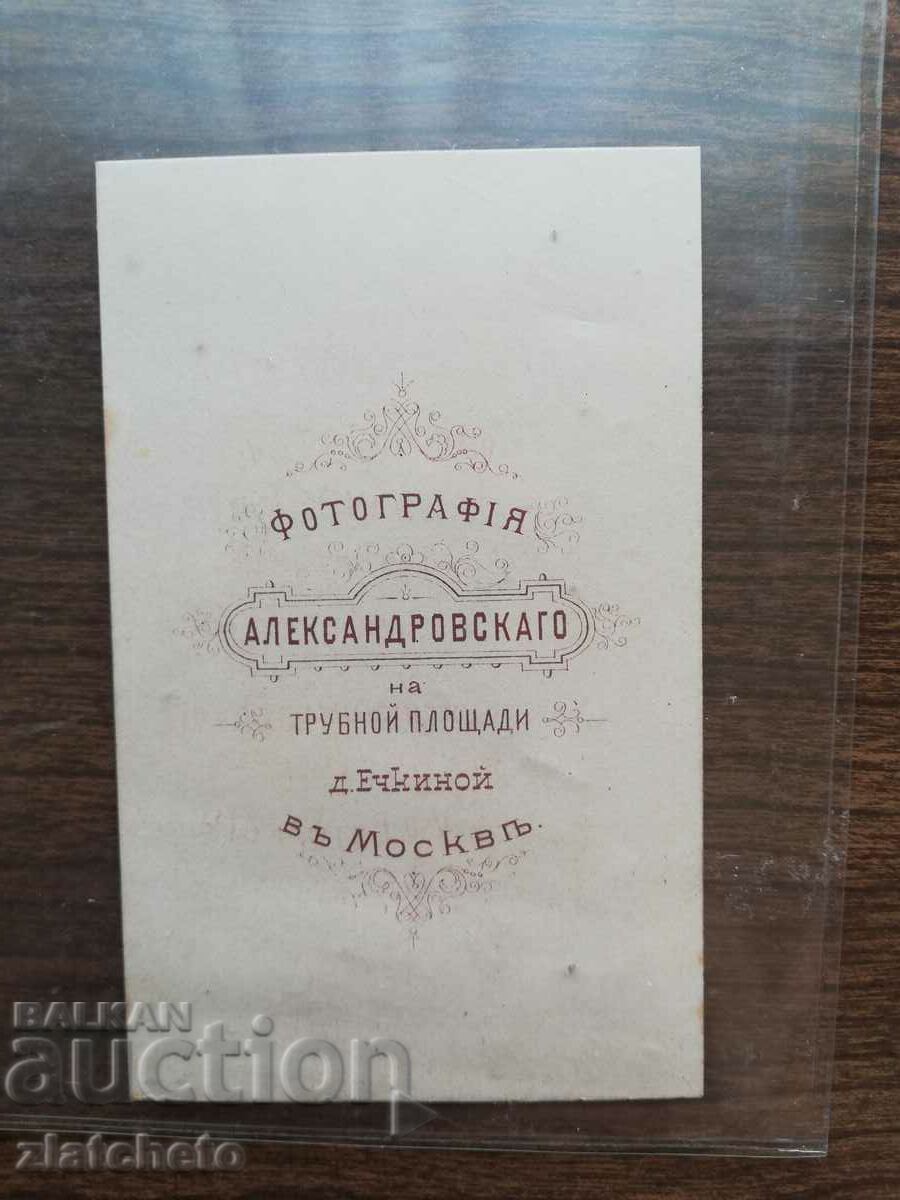 ФОТОГРАФІЯ
АЛЕКСАНДРОВСКАГО
на
ТРУБНОЙ ПЛОЩАДИ
д. Ечкиной
въ Москвѣ.
BALKAN
auction
zlatcheto